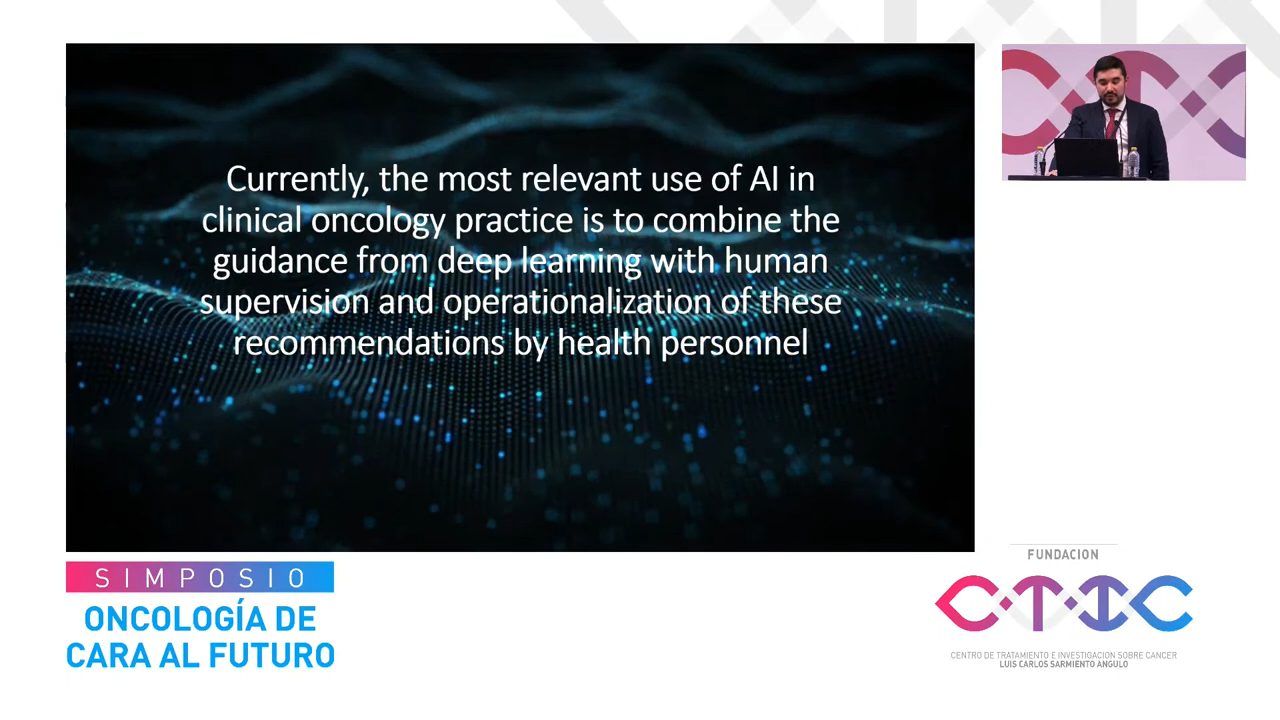 Currently, the most relevant use of AI in
clinical oncology practice is to combine the
guidance from deep learning with human
supervision and operationalization of these
recommendations by health personnel
SIMPOSIO
ONCOLOGÍA DE
CARA AL FUTURO
FUNDACION
CTIC
CENTRO DE TRATAMIENTO E INVESTIGACION SOBRE CANCER
LUIS CARLOS SARMIENTO ANGULO